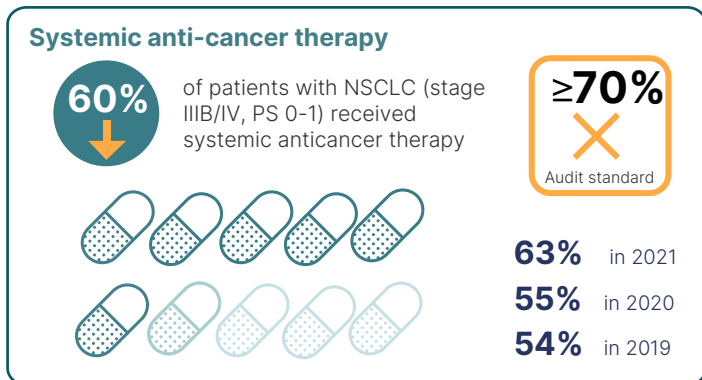 Systemic anti-cancer therapy
60%
of patients with NSCLC (stage
IIIB/IV, PS 0-1) received
systemic anticancer therapy
≥70%
Audit standard
63% in 2021
55% in 2020
54% in 2019